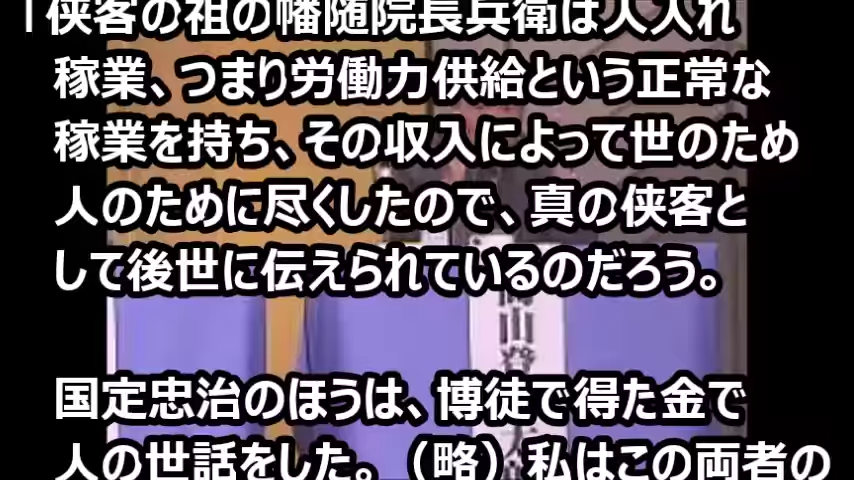 「侠客の祖の幡随院長兵衛は人入れ
稼業、つまり労働力供給という正常な
稼業を持ち、その収入によって世のため
人のために尽くしたので、真の侠客と
して後世に伝えられているのだろう。
国定忠治のほうは、博徒で得た金で
人の世話をした。（略）私はこの両者の
山登